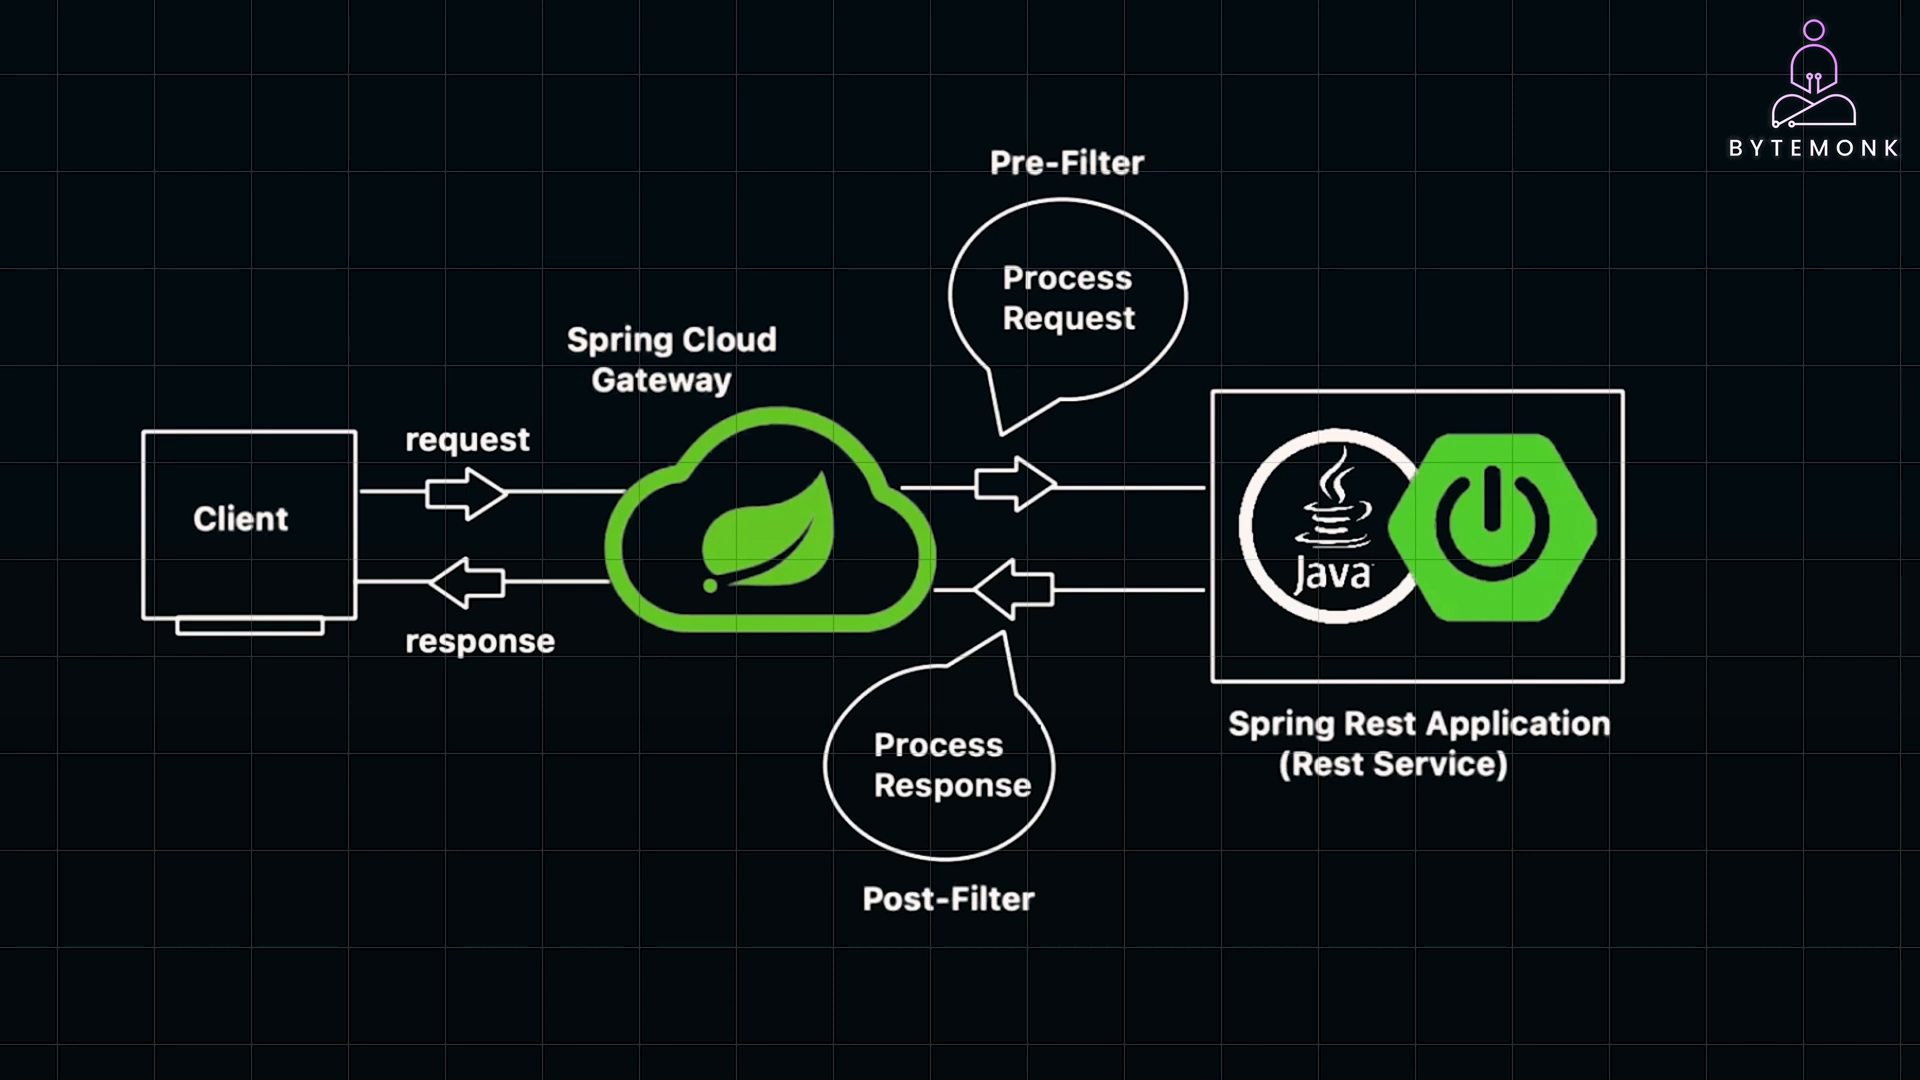 BYTEMONK
Pre-Filter
Process
Request
Spring Cloud
Gateway
request
Client
response
Java
Spring Rest Application
(Rest Service)
Process
Response
Post-Filter